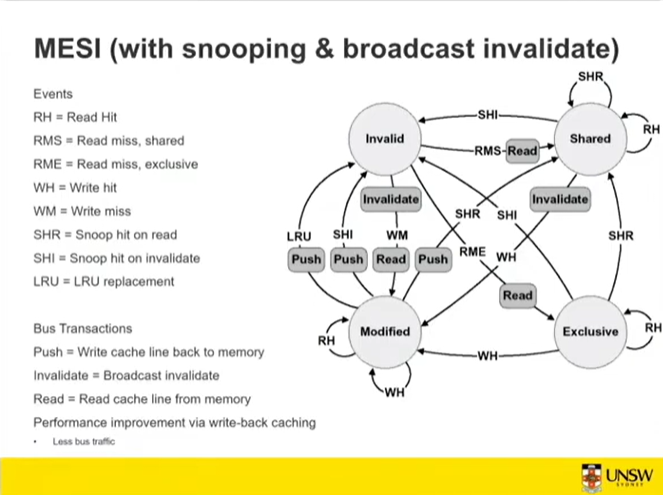 MESI (with snooping & broadcast invalidate)
Events
RH = Read Hit
RMS = Read miss, shared
RME = Read miss, exclusive
WH = Write hit
WM = Write miss
SHR = Snoop hit on read
SHI = Snoop hit on invalidate
LRU = LRU replacement
Bus Transactions
Push = Write cache line back to memory
Invalidate = Broadcast invalidate
Read = Read cache line from memory
Performance improvement via write-back caching
• Less bus traffic
SHR
SHI
Invalid
Shared
RH
RMS
Read
Invalidate
Invalidate
SHR
SHI
LRU
SHI
WM
SHR
RME
WH
Push
Push
Read
Push
Read
Modified
Exclusive
RH
RH
WH
WH
UNSW
SYDNEY